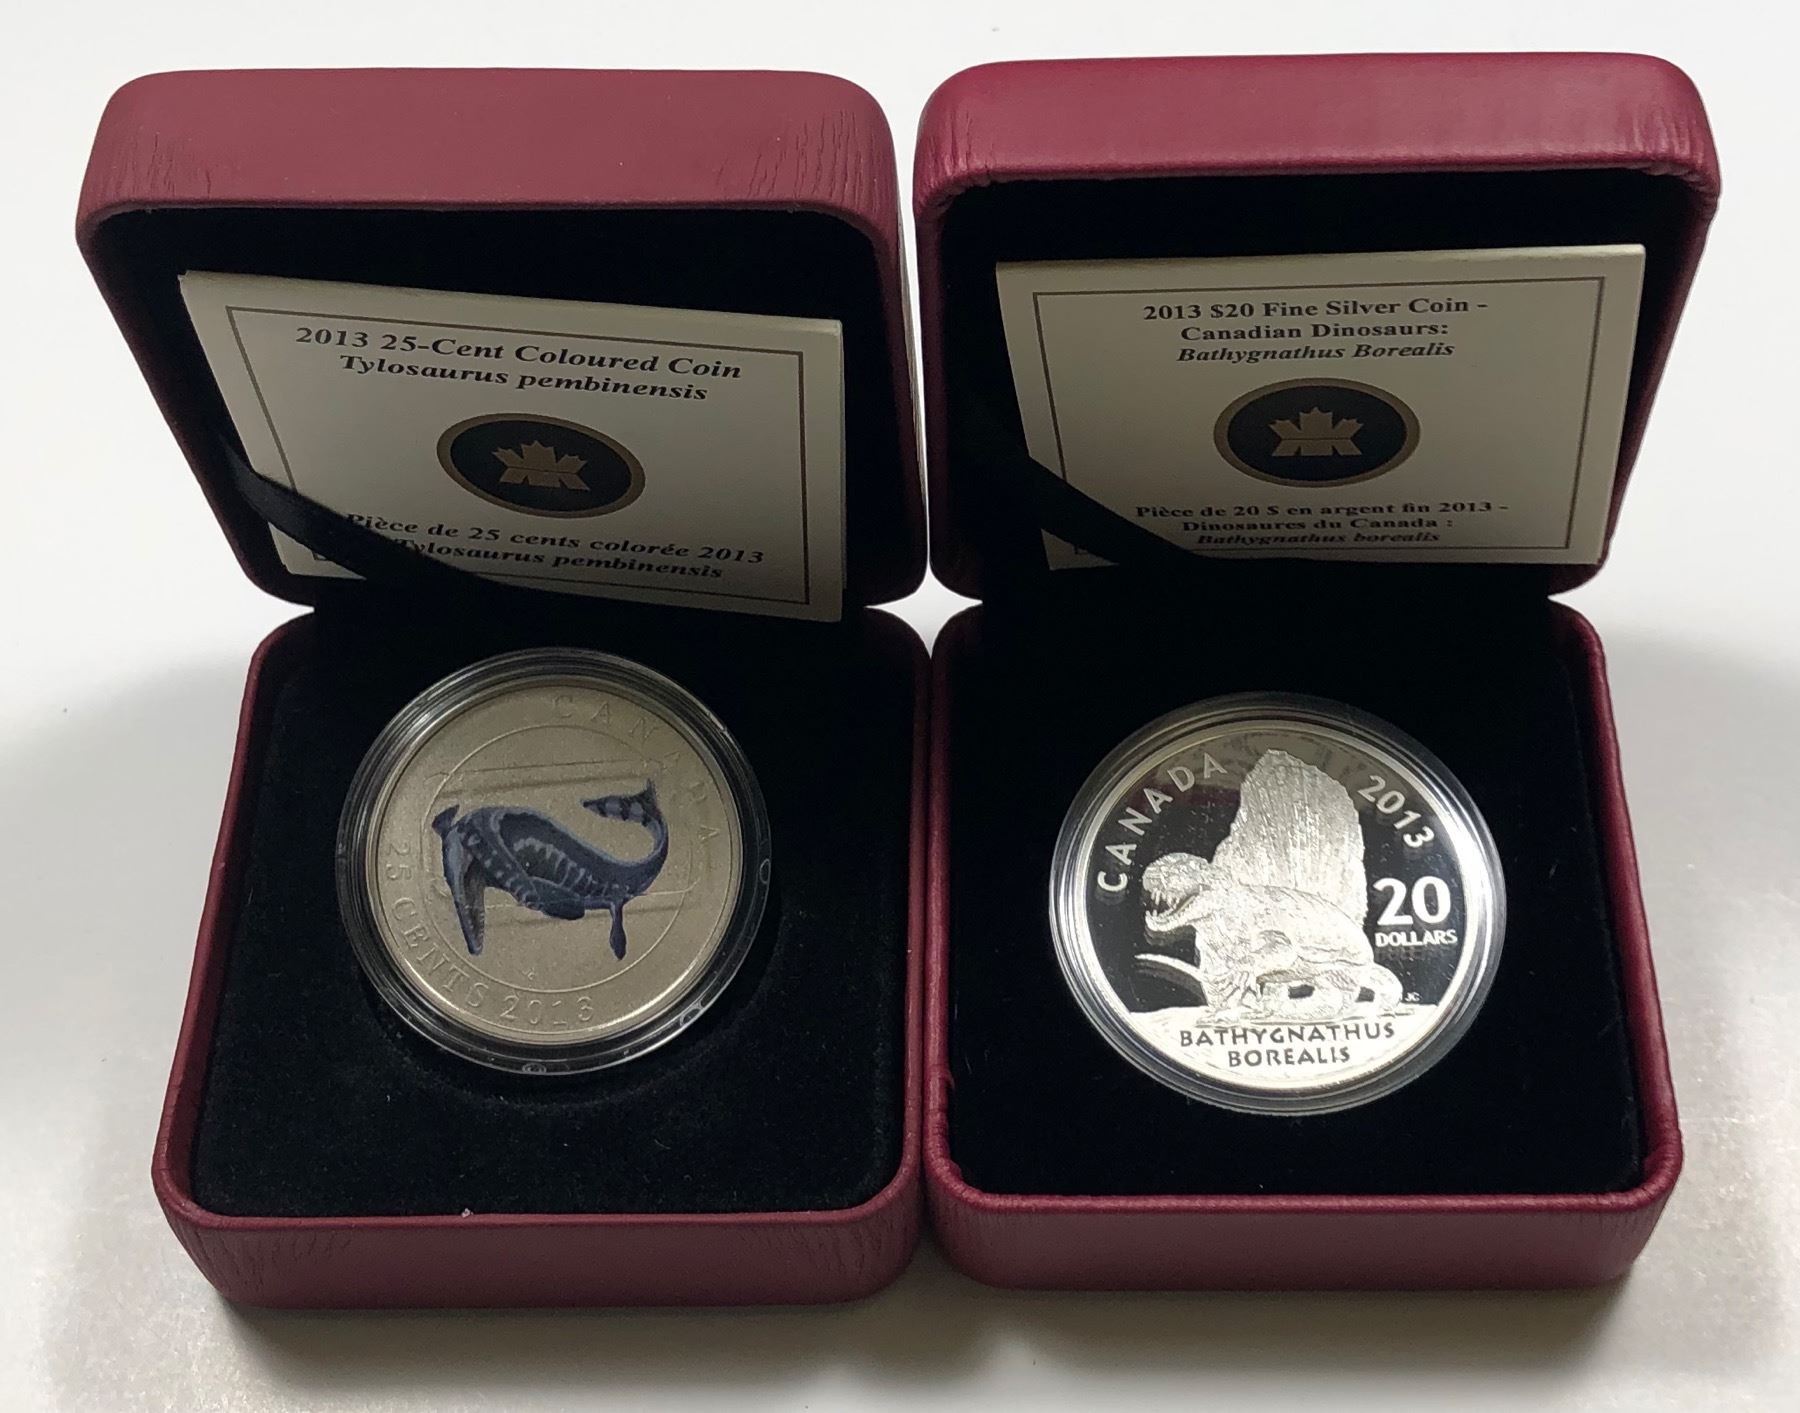 2013 25-Cent Coloured Coin
Tylosaurus pembinensis
Pièce de 25 cents colorée 2013
Tylosaurus pembinensis
CANADA
25 CENTS 2013
2013 $20 Fine Silver Coin -
Canadian Dinosaurs:
Bathygnathus Borealis
Pièce de 20 $ en argent fin 2013 -
Dinosaures du Canada :
Bathygnathus borealis
CANADA 2013
20
DOLLARS
JC
BATHYGNATHUS
BOREALIS